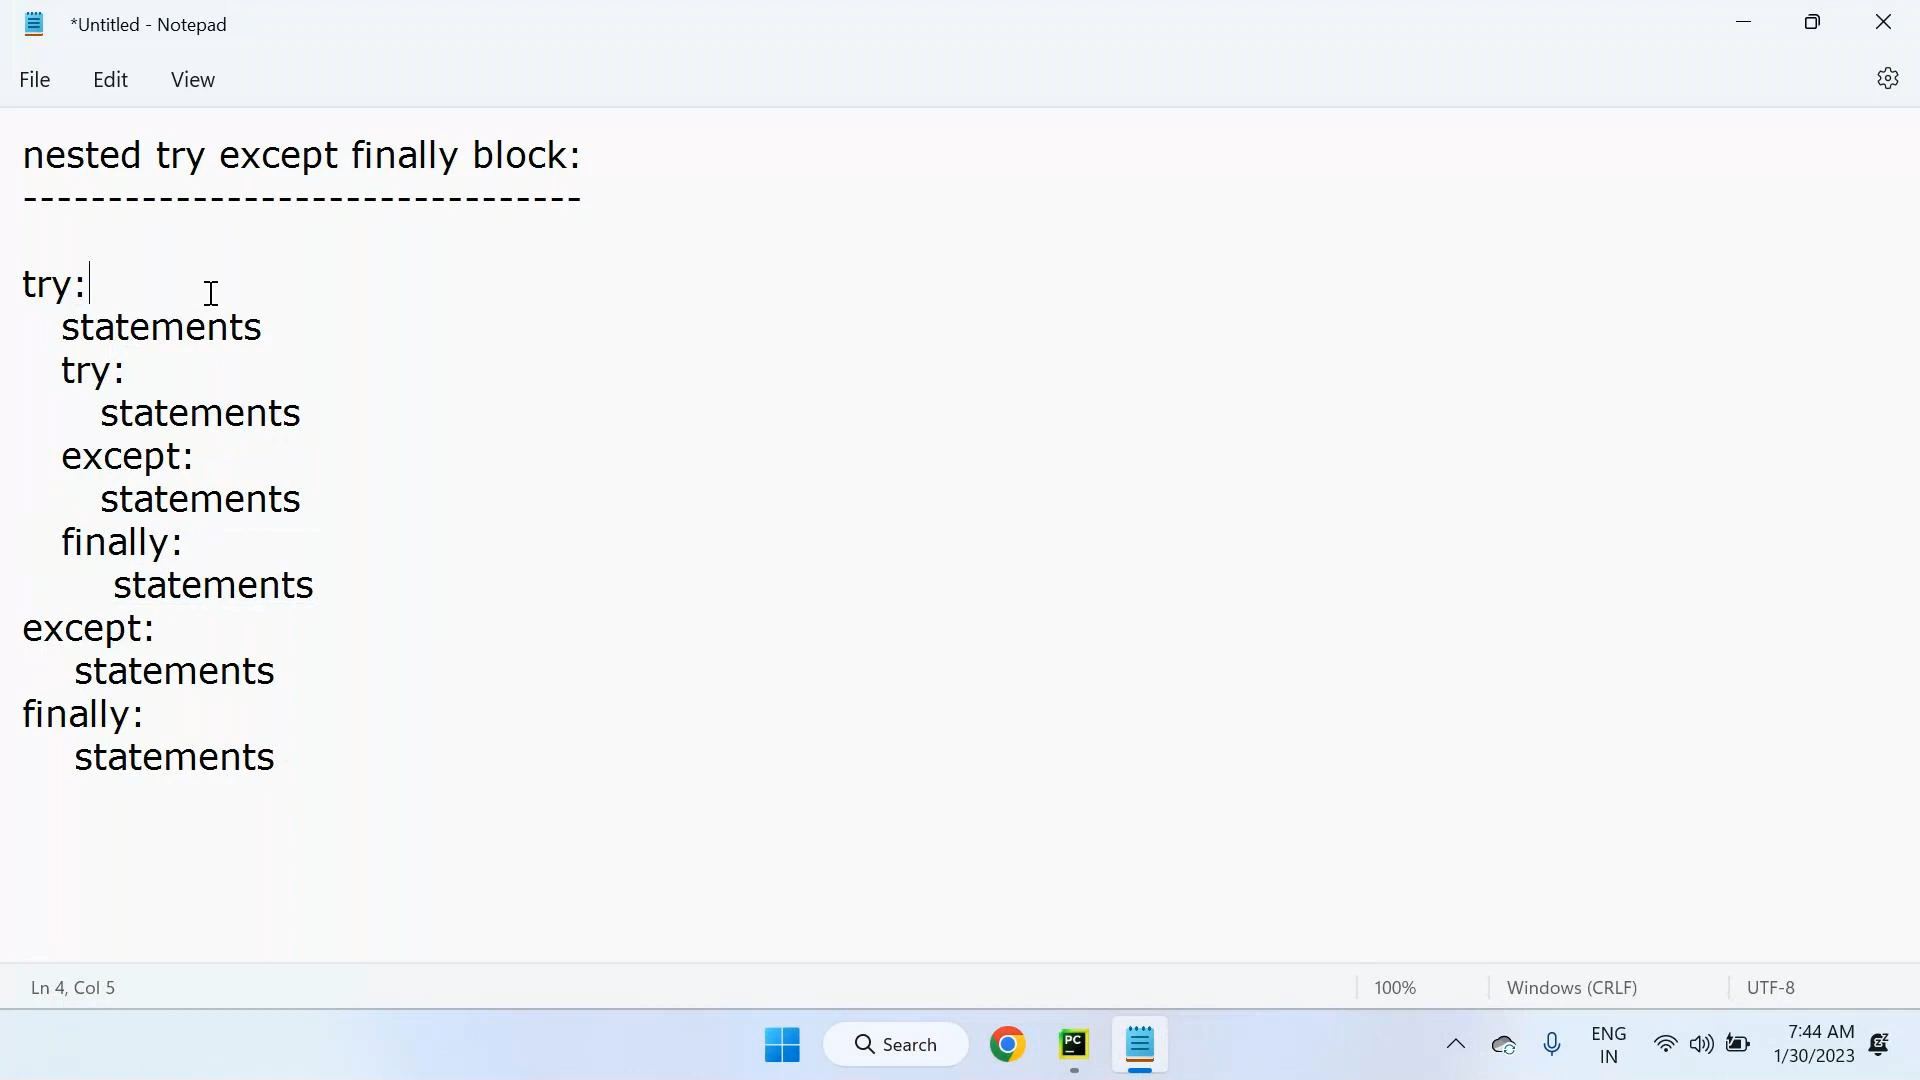 *Untitled - Notepad
File Edit View
nested try except finally block:
---------------------------------
try:
    statements
    try:
        statements
    except:
        statements
    finally:
         statements
except:
     statements
finally:
     statements
Ln 4, Col 5 100% Windows (CRLF) UTF-8
Search PC ENG 7:44 AM
IN 1/30/2023